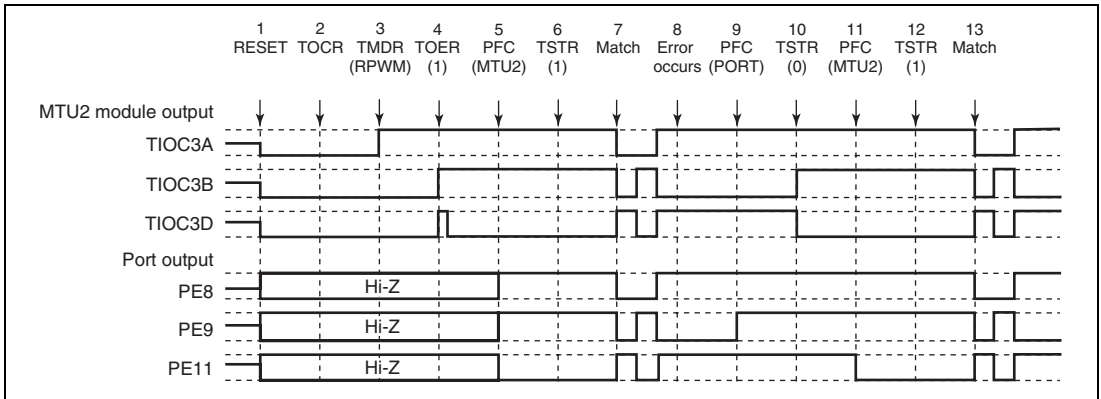 1 2 3 4 5 6 7 8 9 10 11 12 13
RESET TOCR TMDR TOER PFC TSTR Match Error PFC TSTR PFC TSTR Match
(RPWM) (1) (MTU2) (1) occurs (PORT) (0) (MTU2) (1)
MTU2 module output
TIOC3A
TIOC3B
TIOC3D
Port output
PE8 Hi-Z
PE9 Hi-Z
PE11 Hi-Z